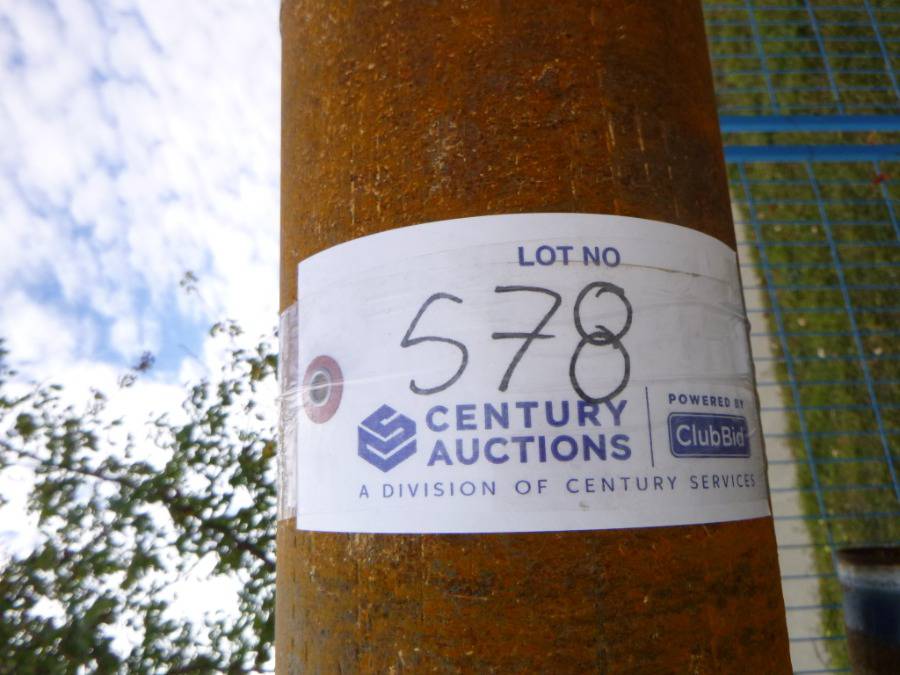 LOT NO
578
CENTURY
AUCTIONS
POWERED BY
ClubBid
A DIVISION OF CENTURY SERVICES